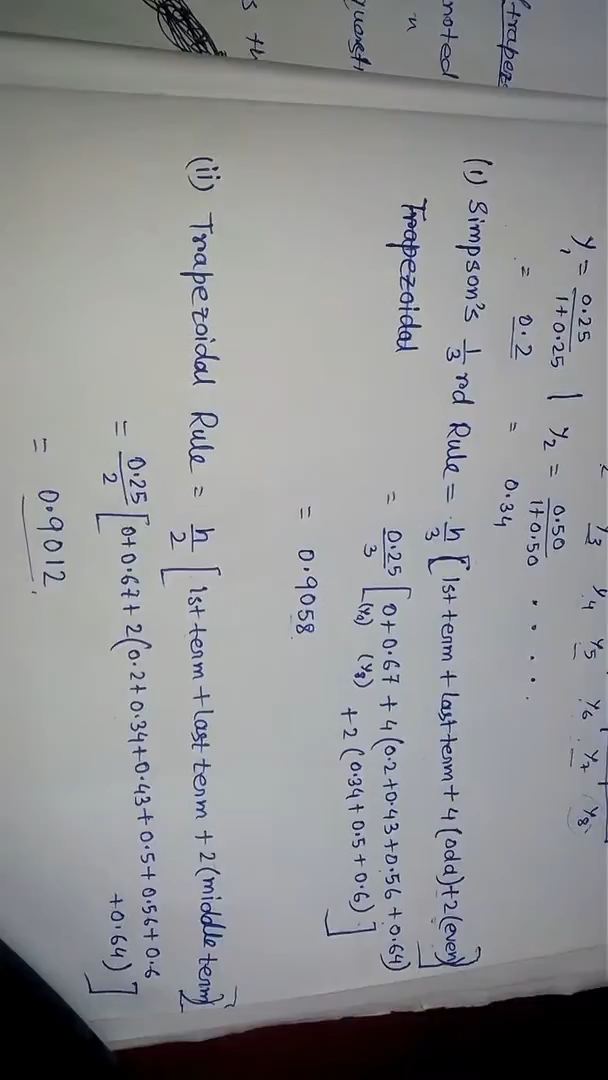 y3 y4 y5 y6 y7 y8
y1 = 0.25/1+0.25 | y2 = 0.50/1+0.50 . . . . .
= 0.2 = 0.34
(i) Simpson's 1/3 rd Rule = h/3 [1st term + last term + 4(odd) + 2(even)]
Trapezoidal
= 0.25/3 [0 + 0.67 + 4(0.2+0.43+0.56+0.64)
(y0) (y8) + 2(0.34+0.5+0.6)]
= 0.9058
(ii) Trapezoidal Rule = h/2 [1st term + last term + 2(middle term)]
= 0.25/2 [0+0.67+2(0.2+0.34+0.43+0.5+0.56+0.6
+0.64)]
= 0.9012
noted
n